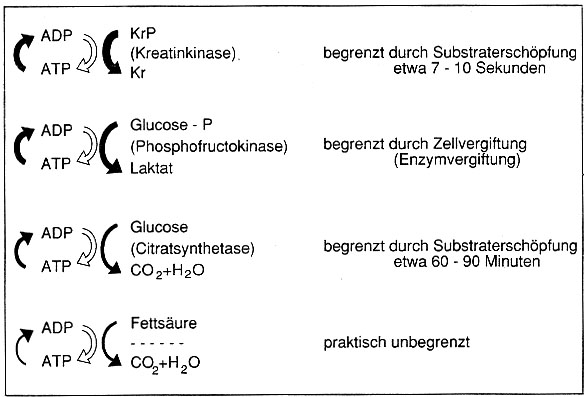 ADP KrP
(Kreatinkinase) begrenzt durch Substraterschöpfung
ATP Kr etwa 7 - 10 Sekunden
ADP Glucose - P
(Phosphofructokinase) begrenzt durch Zellvergiftung
ATP Laktat (Enzymvergiftung)
ADP Glucose
(Citratsynthetase) begrenzt durch Substraterschöpfung
ATP CO2+H2O etwa 60 - 90 Minuten
ADP Fettsäure
- - - - - - praktisch unbegrenzt
ATP CO2+H2O